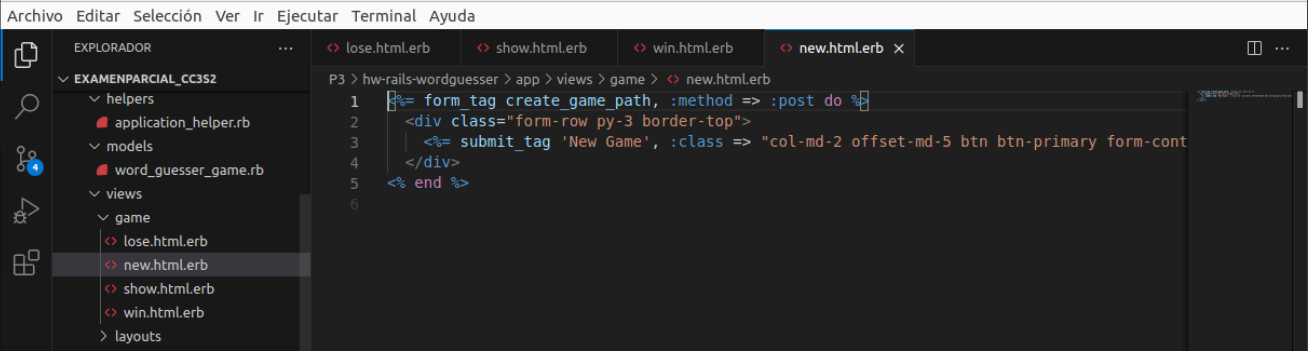 Archivo Editar Selección Ver Ir Ejecutar Terminal Ayuda
EXPLORADOR ···
EXAMENPARCIAL_CC3S2
helpers
application_helper.rb
models
word_guesser_game.rb
views
game
lose.html.erb
new.html.erb
show.html.erb
win.html.erb
layouts
4
lose.html.erb show.html.erb win.html.erb new.html.erb
P3 > hw-rails-wordguesser > app > views > game > new.html.erb
1 <%= form_tag create_game_path, :method => :post do %>
2 <div class="form-row py-3 border-top">
3 <%= submit_tag 'New Game', :class => "col-md-2 offset-md-5 btn btn-primary form-cont
4 </div>
5 <% end %>
6